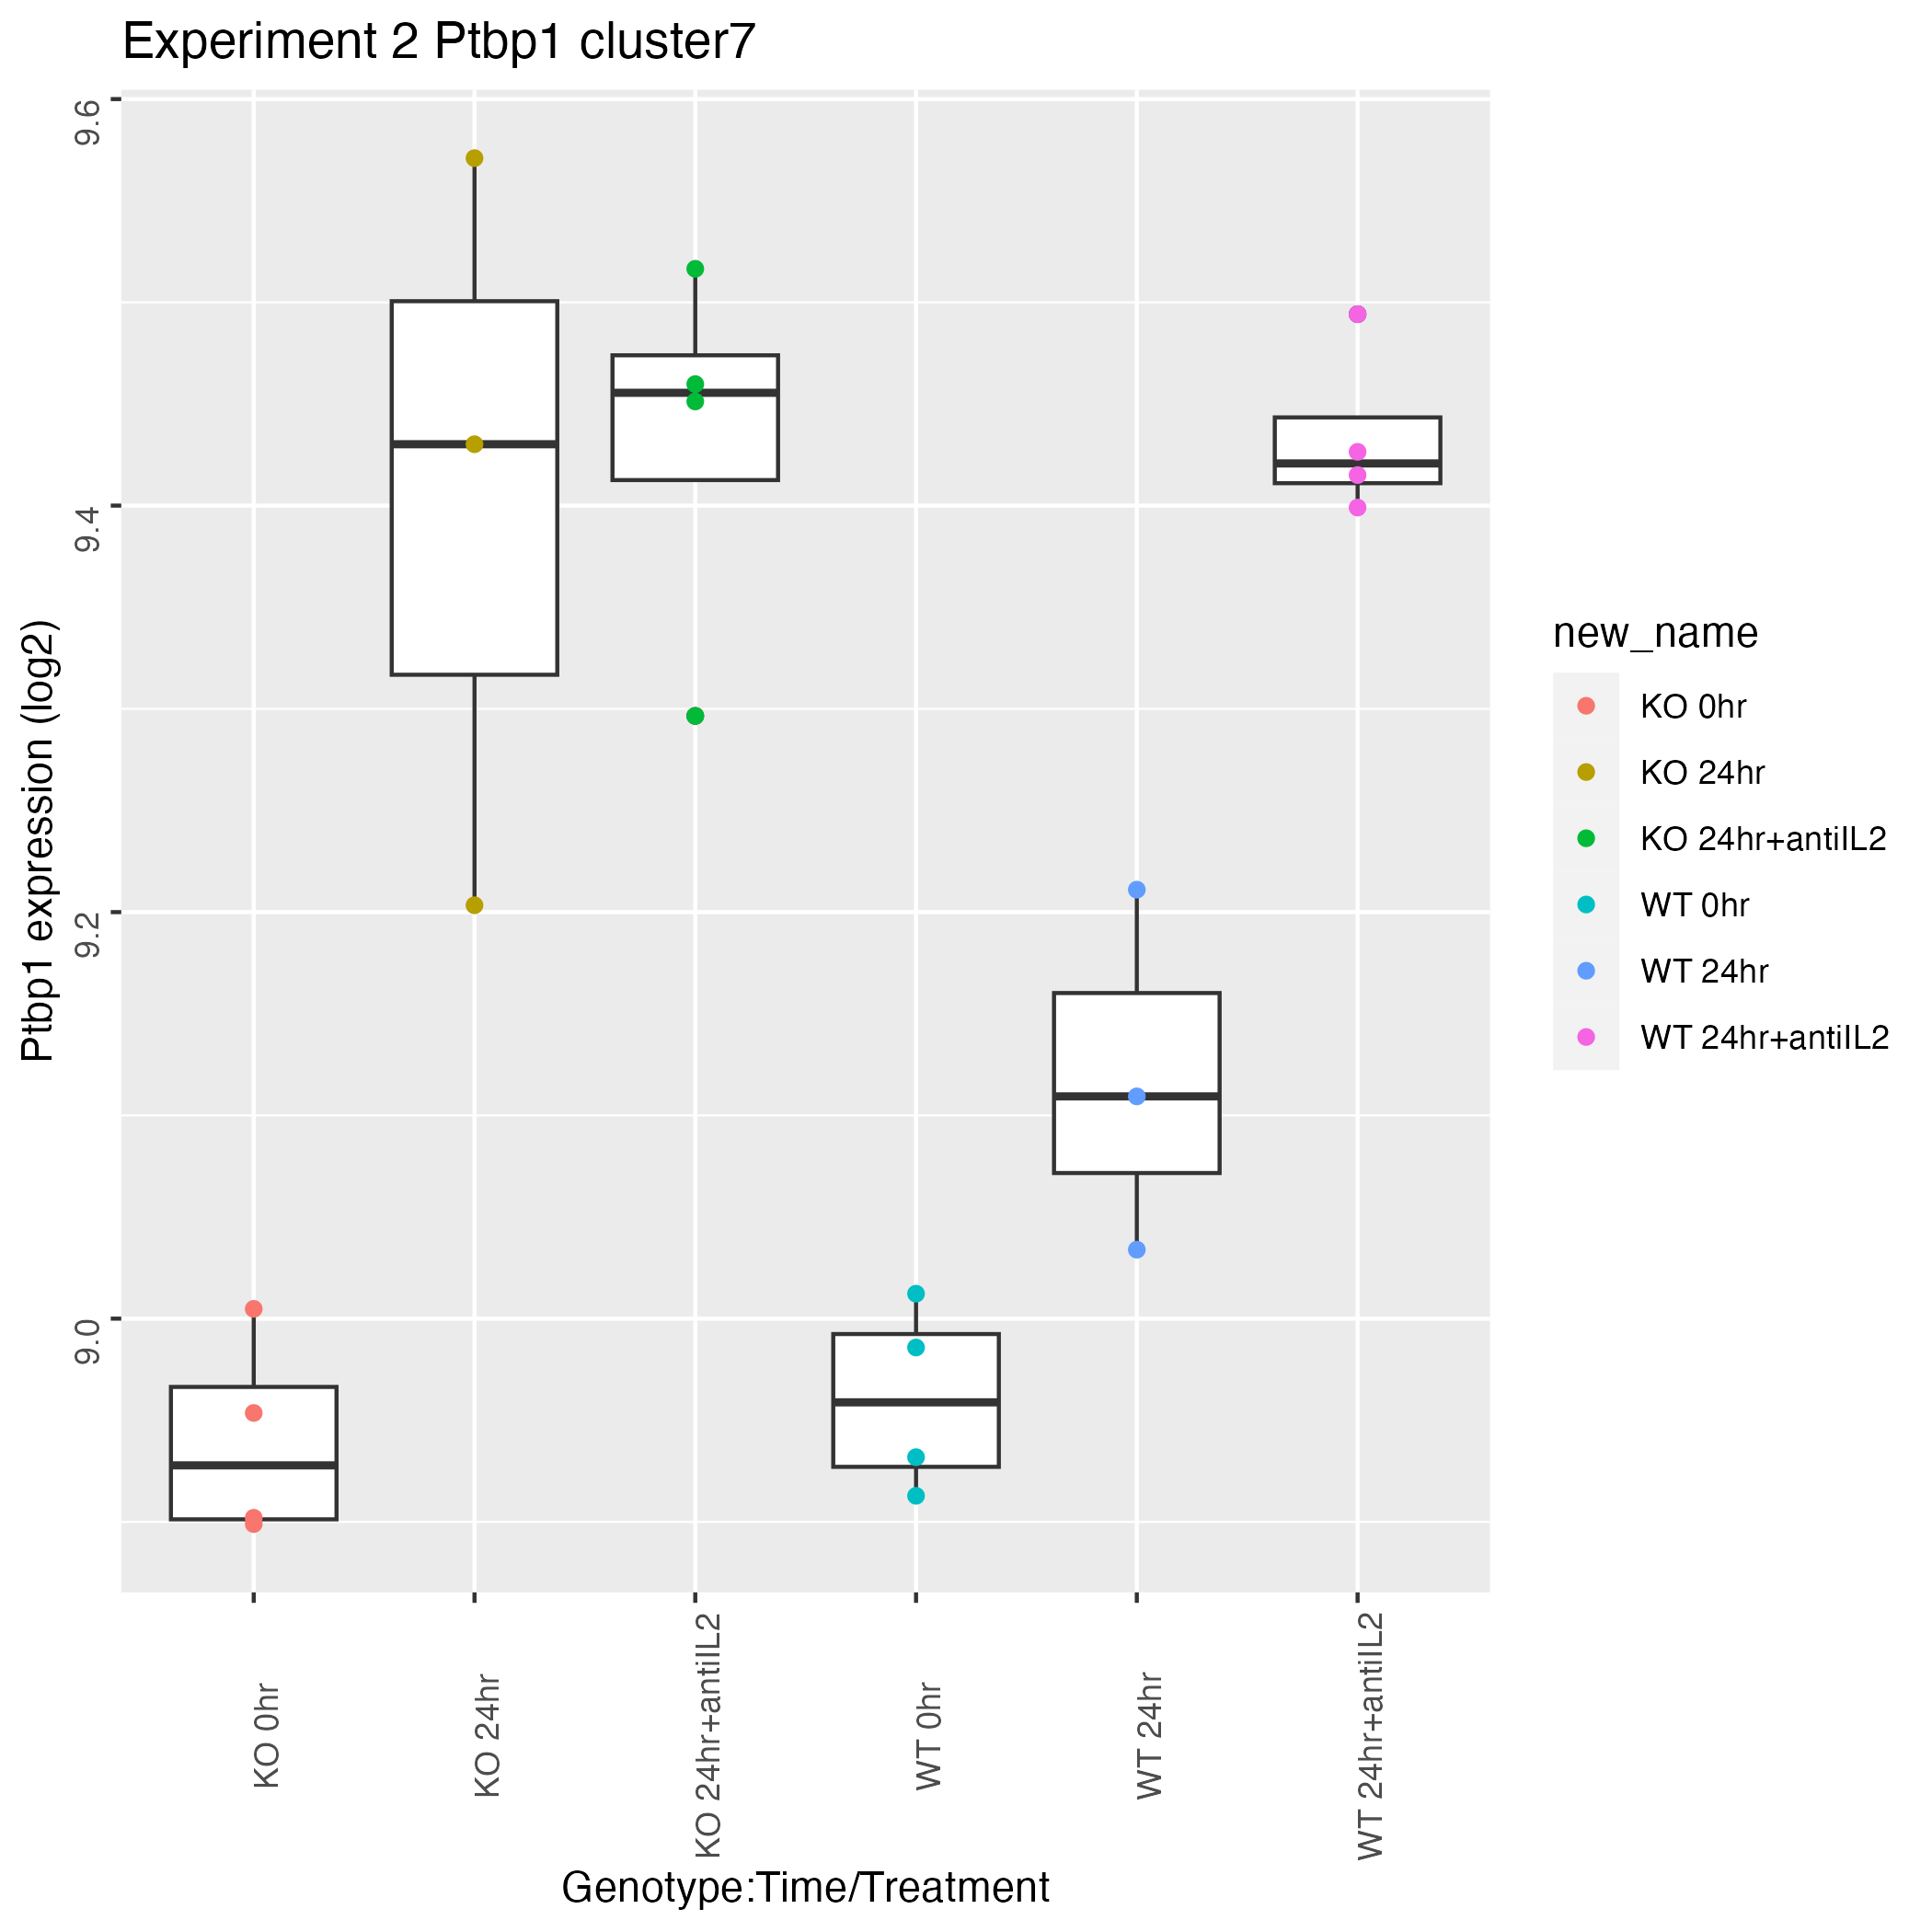 Experiment 2 Ptbp1 cluster7
Ptbp1 expression (log2)
9.6
9.4
9.2
9.0
KO 0hr
KO 24hr
KO 24hr+antiIL2
WT 0hr
WT 24hr
WT 24hr+antiIL2
Genotype:Time/Treatment
new_name
KO 0hr
KO 24hr
KO 24hr+antiIL2
WT 0hr
WT 24hr
WT 24hr+antiIL2